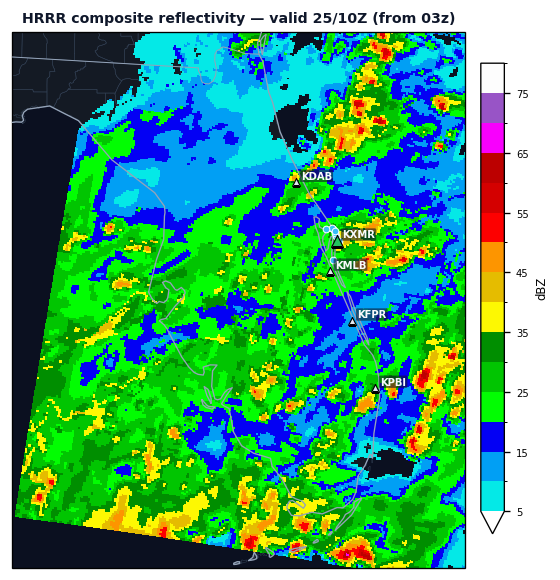 HRRR composite reflectivity — valid 25/10Z (from 03z)
75
65
55
45
35
25
15
5
dBZ
KDAB
KXMR
KMLB
KFPR
KPBI